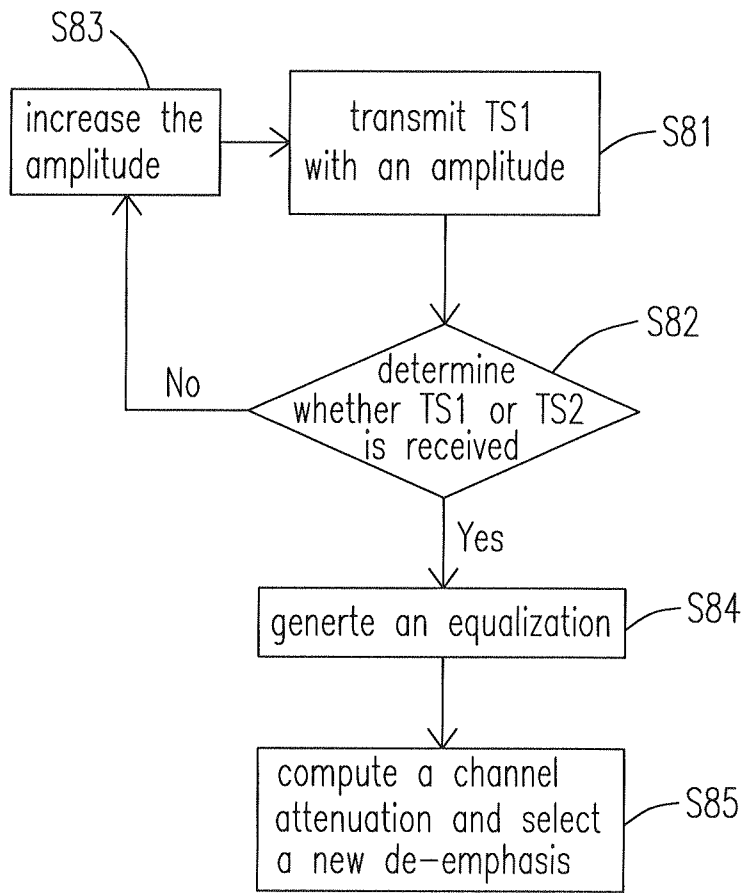 S83
increase the
amplitude
transmit TS1
with an amplitude
S81
S82
determine
whether TS1 or TS2
is received
No
Yes
generte an equalization
S84
compute a channel
attenuation and select
a new de-emphasis
S85